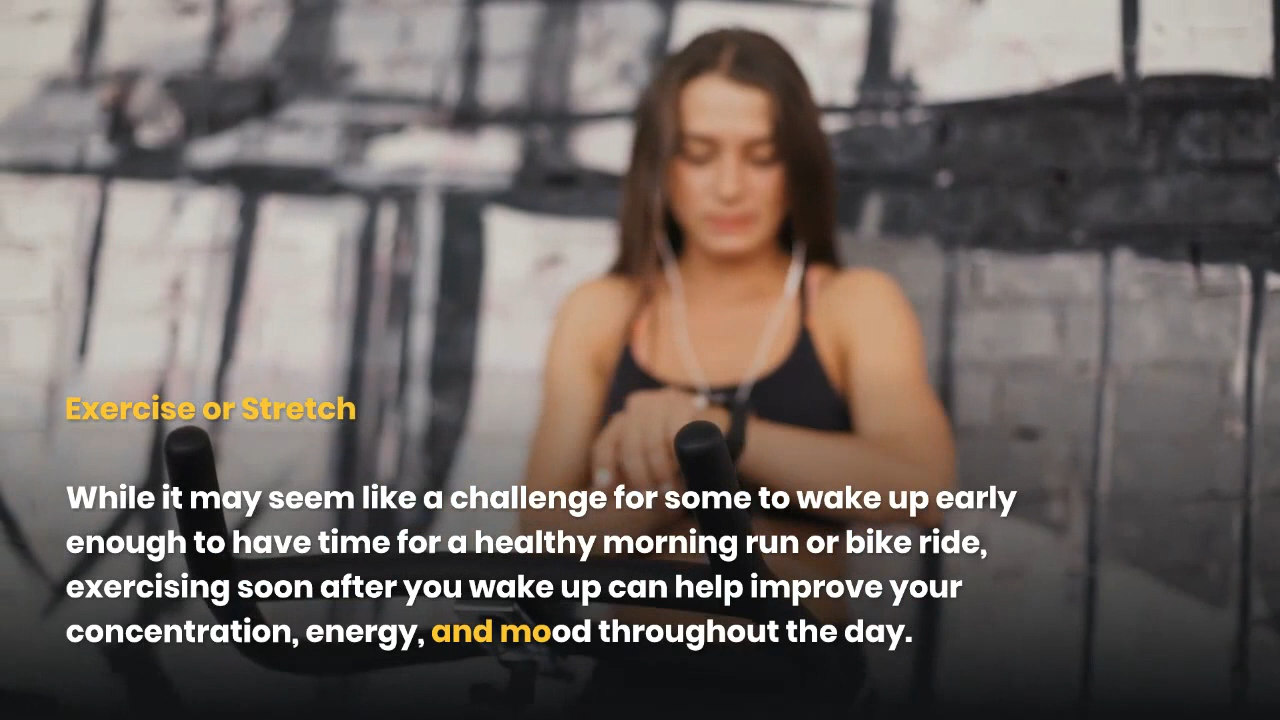 Exercise or Stretch
While it may seem like a challenge for some to wake up early
enough to have time for a healthy morning run or bike ride,
exercising soon after you wake up can help improve your
concentration, energy, and mood throughout the day.